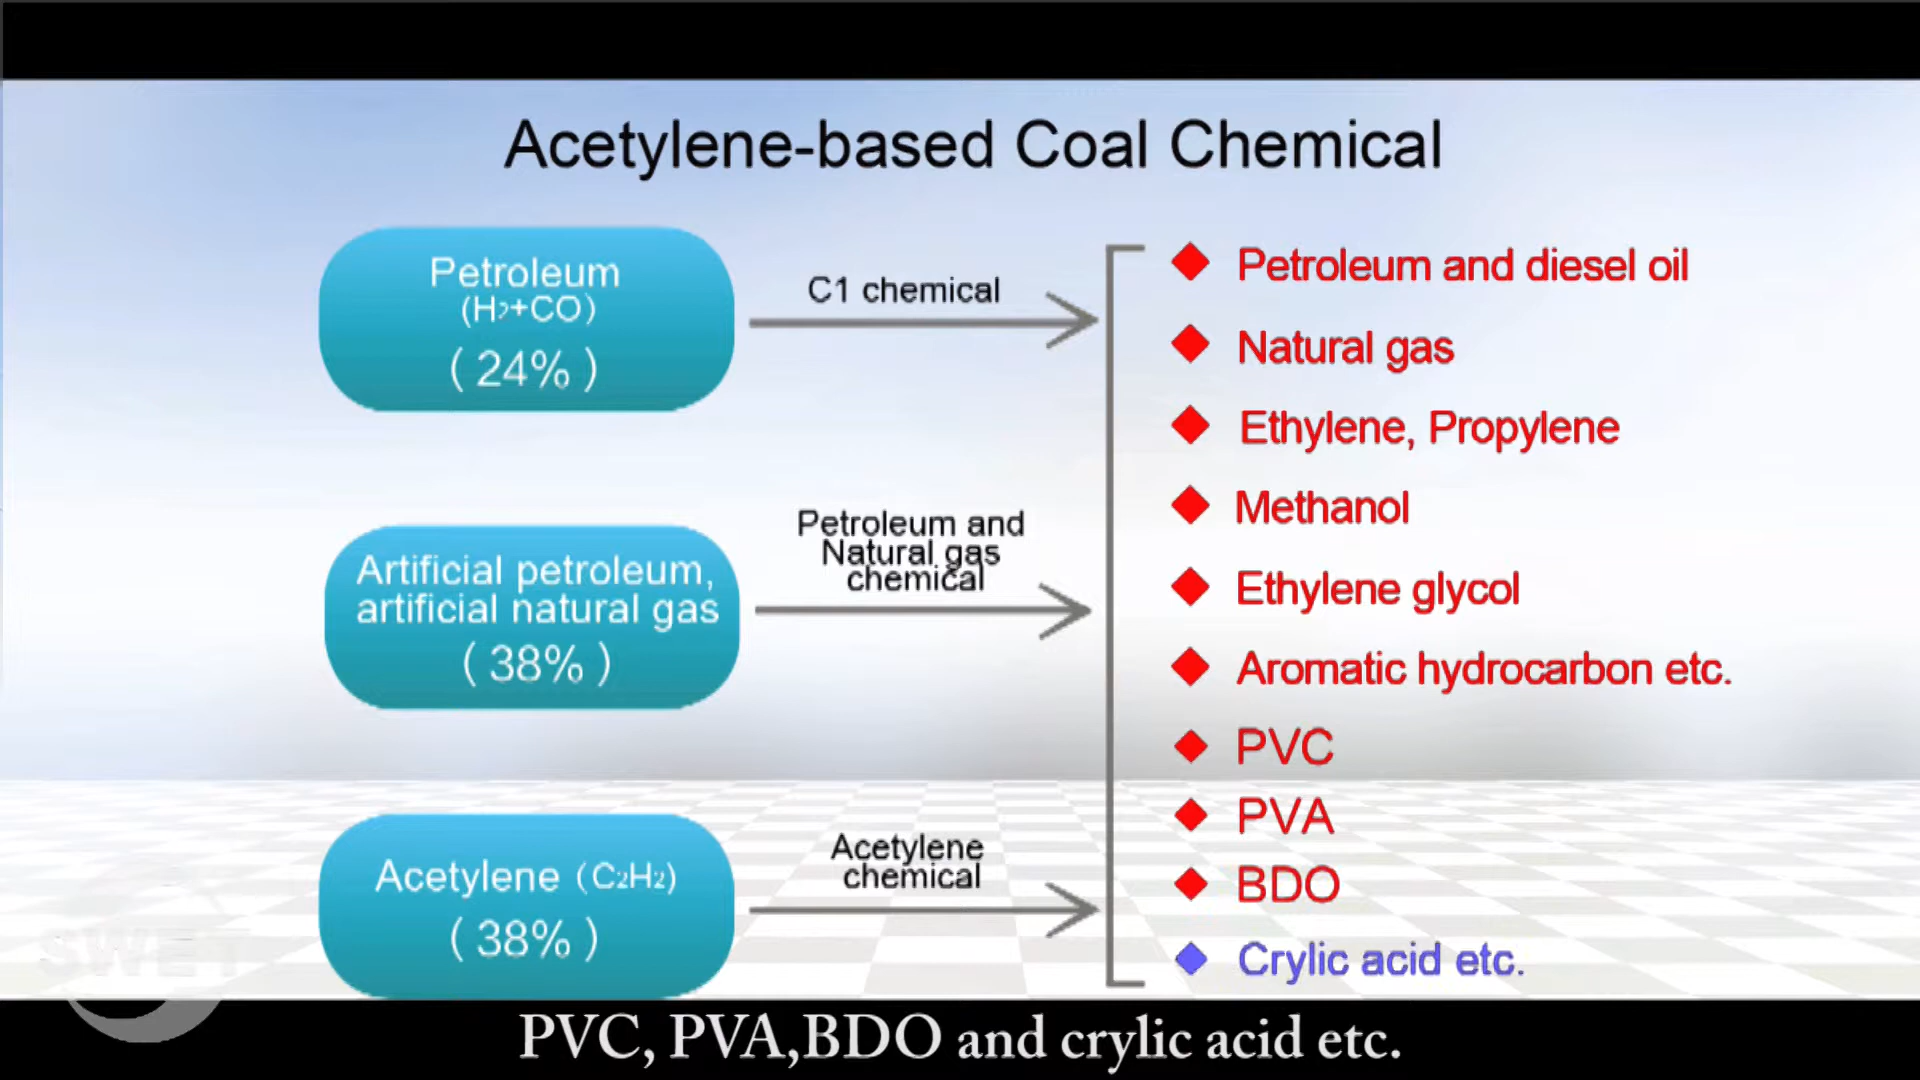 Acetylene-based Coal Chemical
Petroleum
(H₂+CO)
(24%)
C1 chemical
Artificial petroleum,
artificial natural gas
(38%)
Petroleum and
Natural gas
chemical
Acetylene (C₂H₂)
(38%)
Acetylene
chemical
Petroleum and diesel oil
Natural gas
Ethylene, Propylene
Methanol
Ethylene glycol
Aromatic hydrocarbon etc.
PVC
PVA
BDO
Crylic acid etc.
SWET
PVC, PVA,BDO and crylic acid etc.